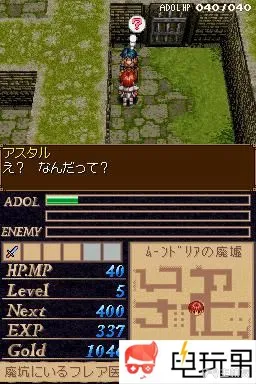 ?
ADOL HP 040/040
アスタル
え? なんだって?
ADOL
ENEMY
HP.MP 40
Level 5
Next 400
EXP 337
Gold
ムーンドリアの廃墟
廃坑にいるフレア医
电玩男